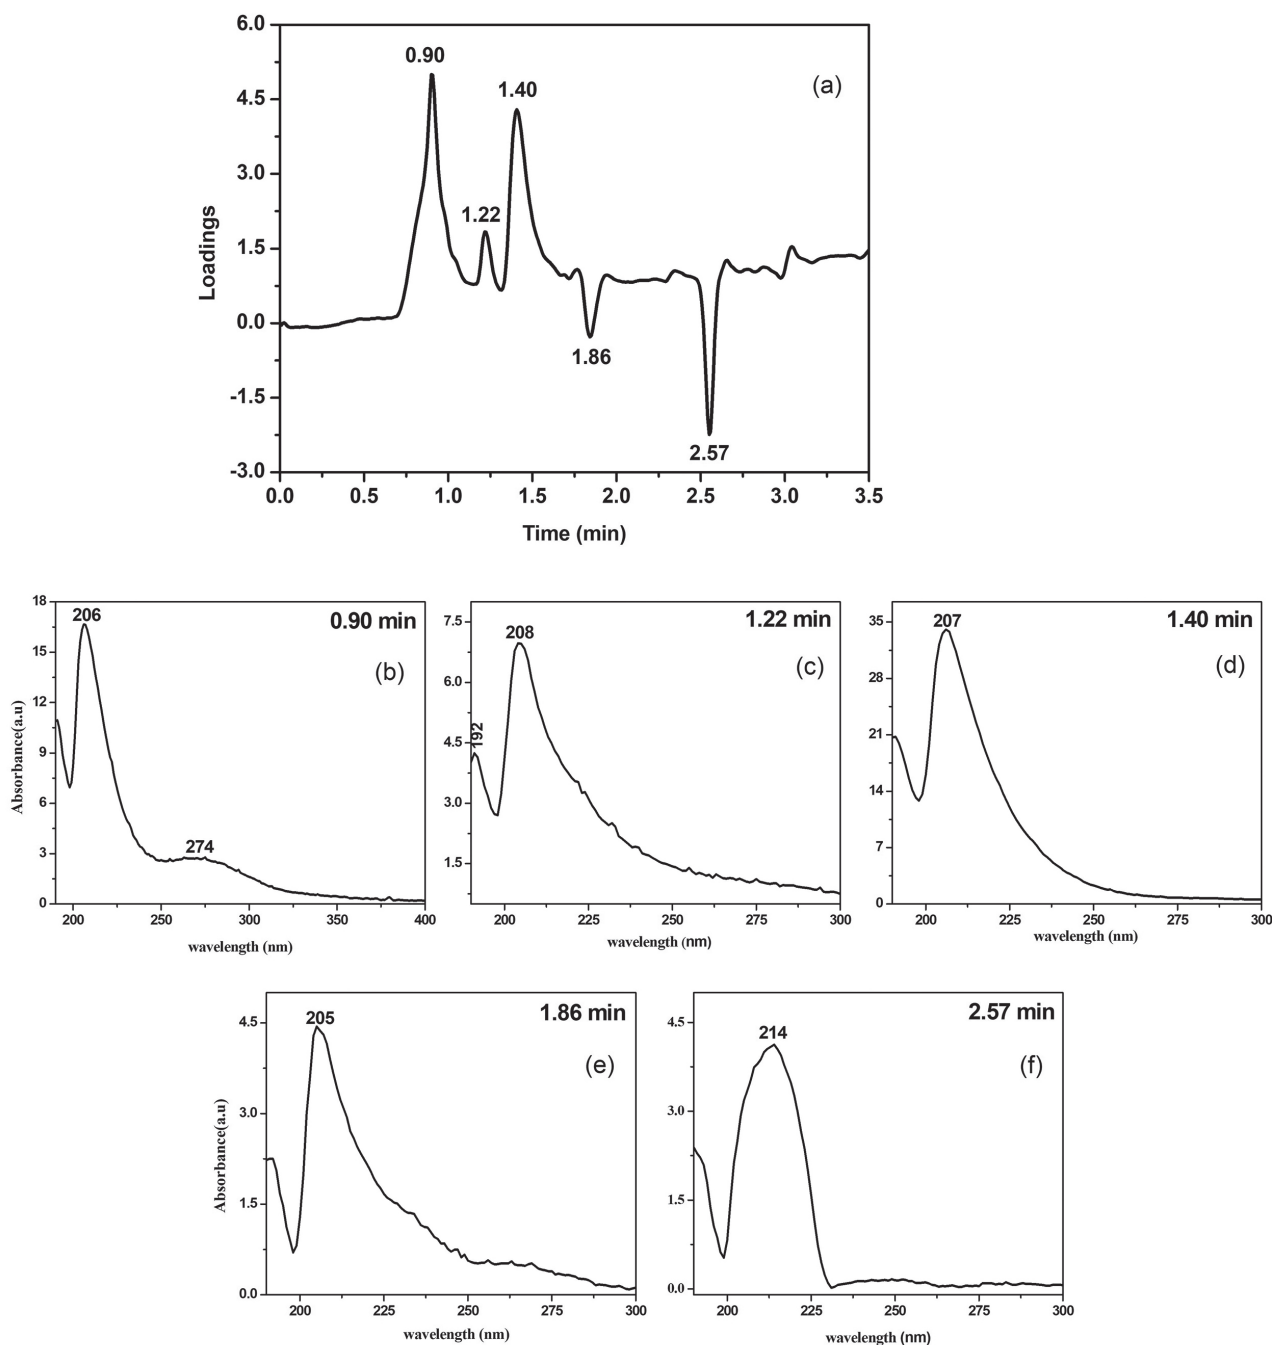 6.0
4.5
3.0
1.5
0.0
-1.5
-3.0
Loadings
0.90
1.22
1.40
1.86
2.57
(a)
0.0 0.5 1.0 1.5 2.0 2.5 3.0 3.5
Time (min)
18
15
12
9
6
3
0
Absorbance(a.u)
206
274
0.90 min
(b)
200 250 300 350 400
wavelength (nm)
7.5
6.0
4.5
3.0
1.5
192
208
1.22 min
(c)
200 225 250 275 300
wavelength (nm)
35
28
21
14
7
0
207
1.40 min
(d)
200 225 250 275 300
wavelength (nm)
4.5
3.0
1.5
0.0
Absorbance(a.u)
205
1.86 min
(e)
200 225 250 275 300
wavelength (nm)
4.5
3.0
1.5
0.0
214
2.57 min
(f)
200 225 250 275 300
wavelength (nm)